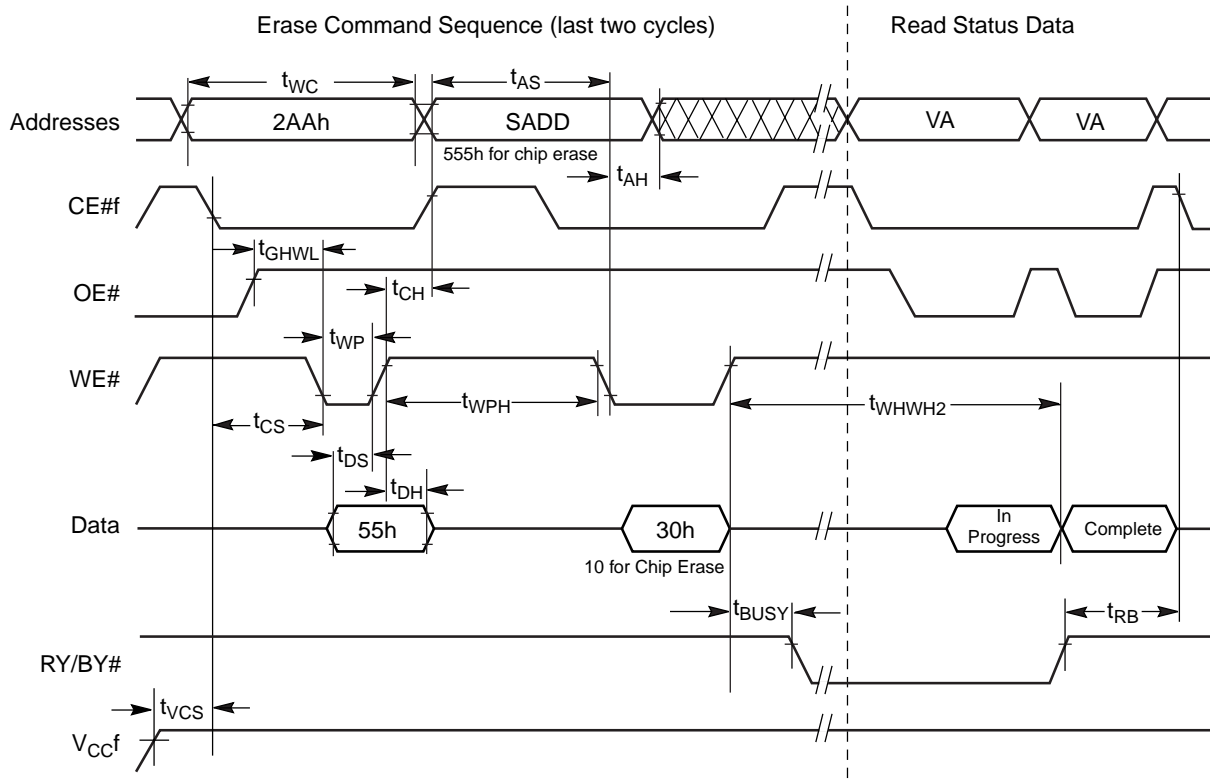 Erase Command Sequence (last two cycles)
Read Status Data
tWC
tAS
Addresses
2AAh
SADD
VA
VA
555h for chip erase
tAH
CE#f
tGHWL
OE#
tCH
tWP
WE#
tWPH
tWHWH2
tCS
tDS
tDH
Data
55h
30h
In
Progress
Complete
10 for Chip Erase
tBUSY
tRB
RY/BY#
tVCS
VCCf